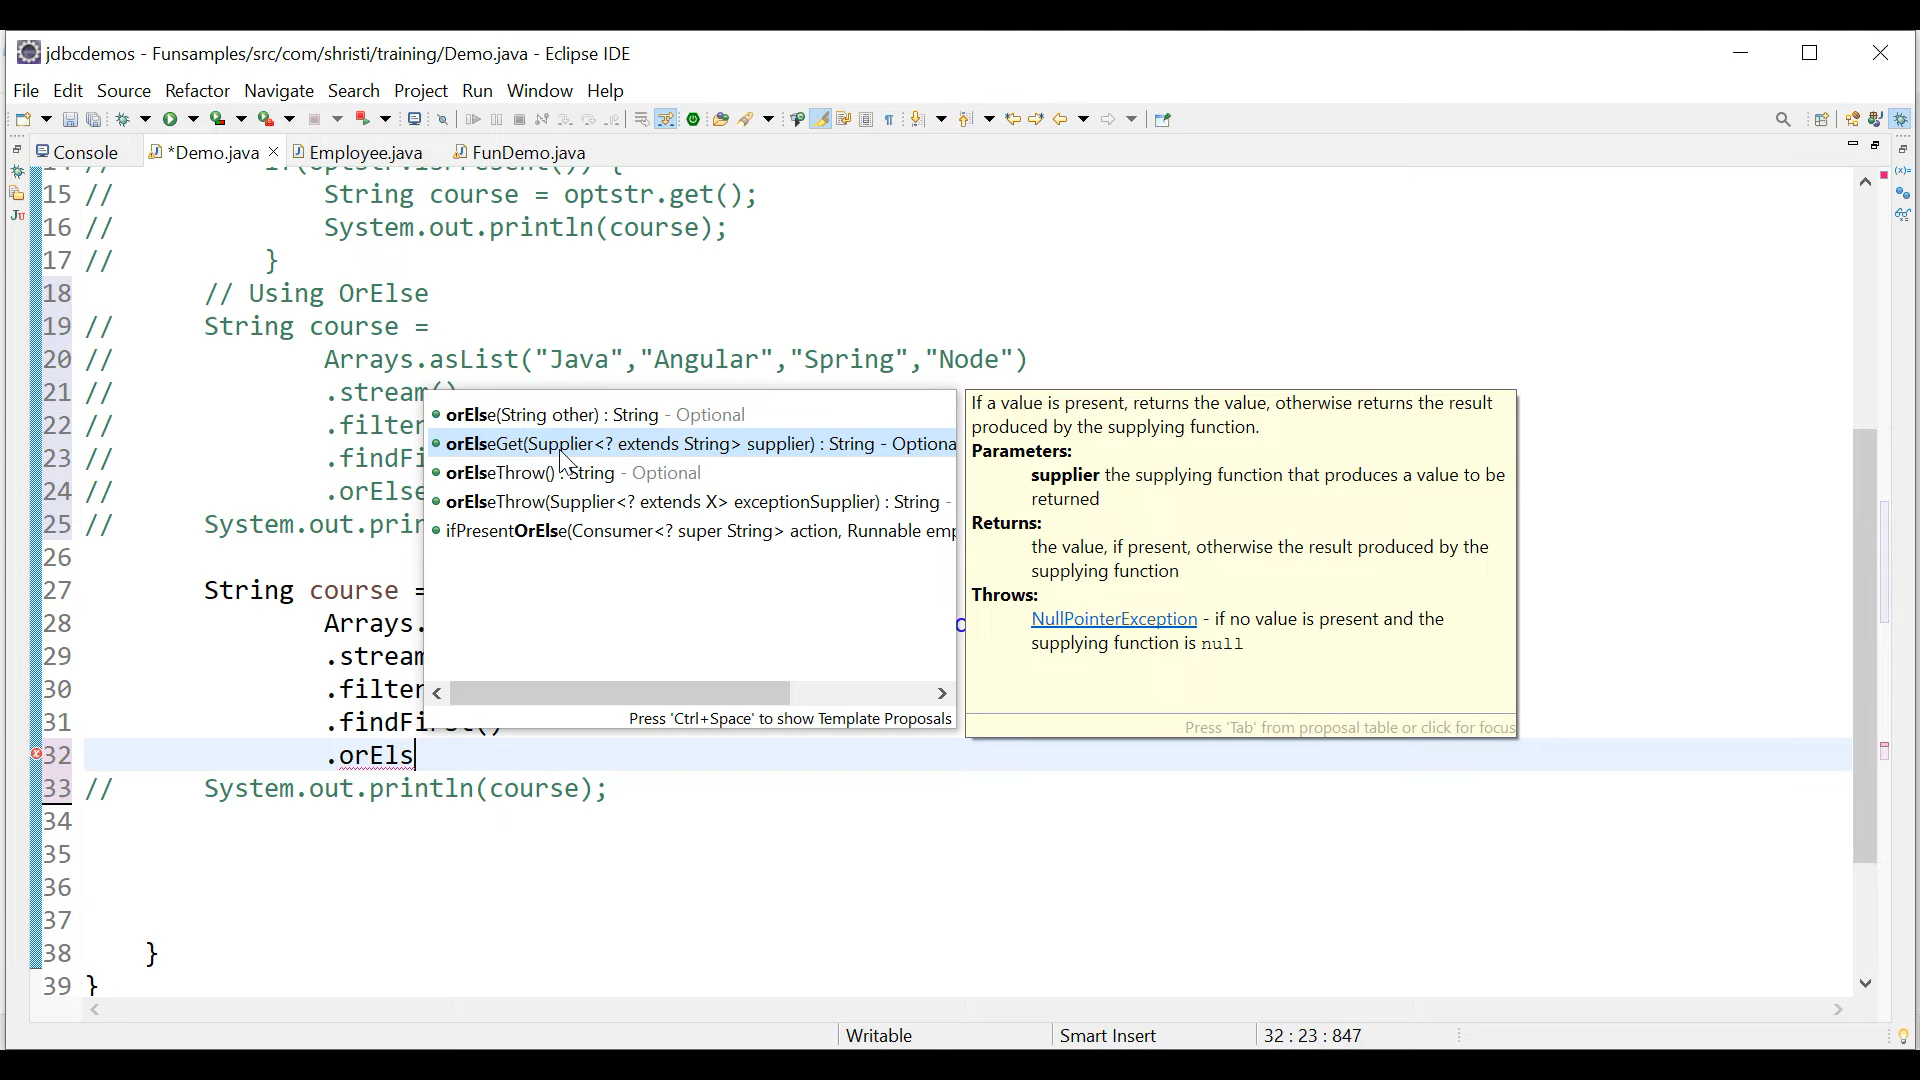 jdbcdemos - Funsamples/src/com/shristi/training/Demo.java - Eclipse IDE
File Edit Source Refactor Navigate Search Project Run Window Help
Console *Demo.java Employee.java FunDemo.java
15 // String course = optstr.get();
16 // System.out.println(course);
17 // }
18 // Using OrElse
19 // String course =
20 // Arrays.asList("Java","Angular","Spring","Node")
21 // .stream()
22 // .filter
23 // .findFi
24 // .orElse
25 // System.out.prin
26
27 String course =
28 Arrays.
29 .stream
30 .filter
31 .findFirst()
32 .orEls
33 // System.out.println(course);
34
35
36
37
38 }
39 }
orElse(String other) : String - Optional
orElseGet(Supplier<? extends String> supplier) : String - Optiona
orElseThrow() : String - Optional
orElseThrow(Supplier<? extends X> exceptionSupplier) : String -
ifPresentOrElse(Consumer<? super String> action, Runnable emp
Press 'Ctrl+Space' to show Template Proposals
If a value is present, returns the value, otherwise returns the result
produced by the supplying function.
Parameters:
supplier the supplying function that produces a value to be
returned
Returns:
the value, if present, otherwise the result produced by the
supplying function
Throws:
NullPointerException - if no value is present and the
supplying function is null
Press 'Tab' from proposal table or click for focus
Writable Smart Insert 32 : 23 : 847